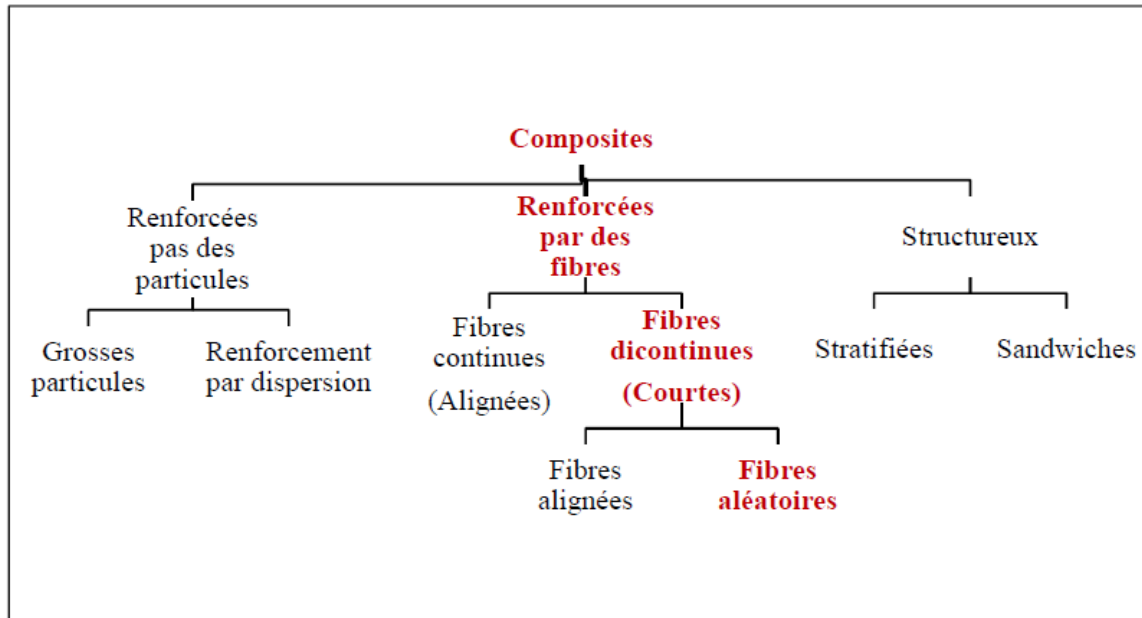 Composites
Renforcées
pas des
particules
Renforcées
par des
fibres
Structureux
Grosses
particules
Renforcement
par dispersion
Fibres
continues
(Alignées)
Fibres
dicontinues
(Courtes)
Stratifiées
Sandwiches
Fibres
alignées
Fibres
aléatoires